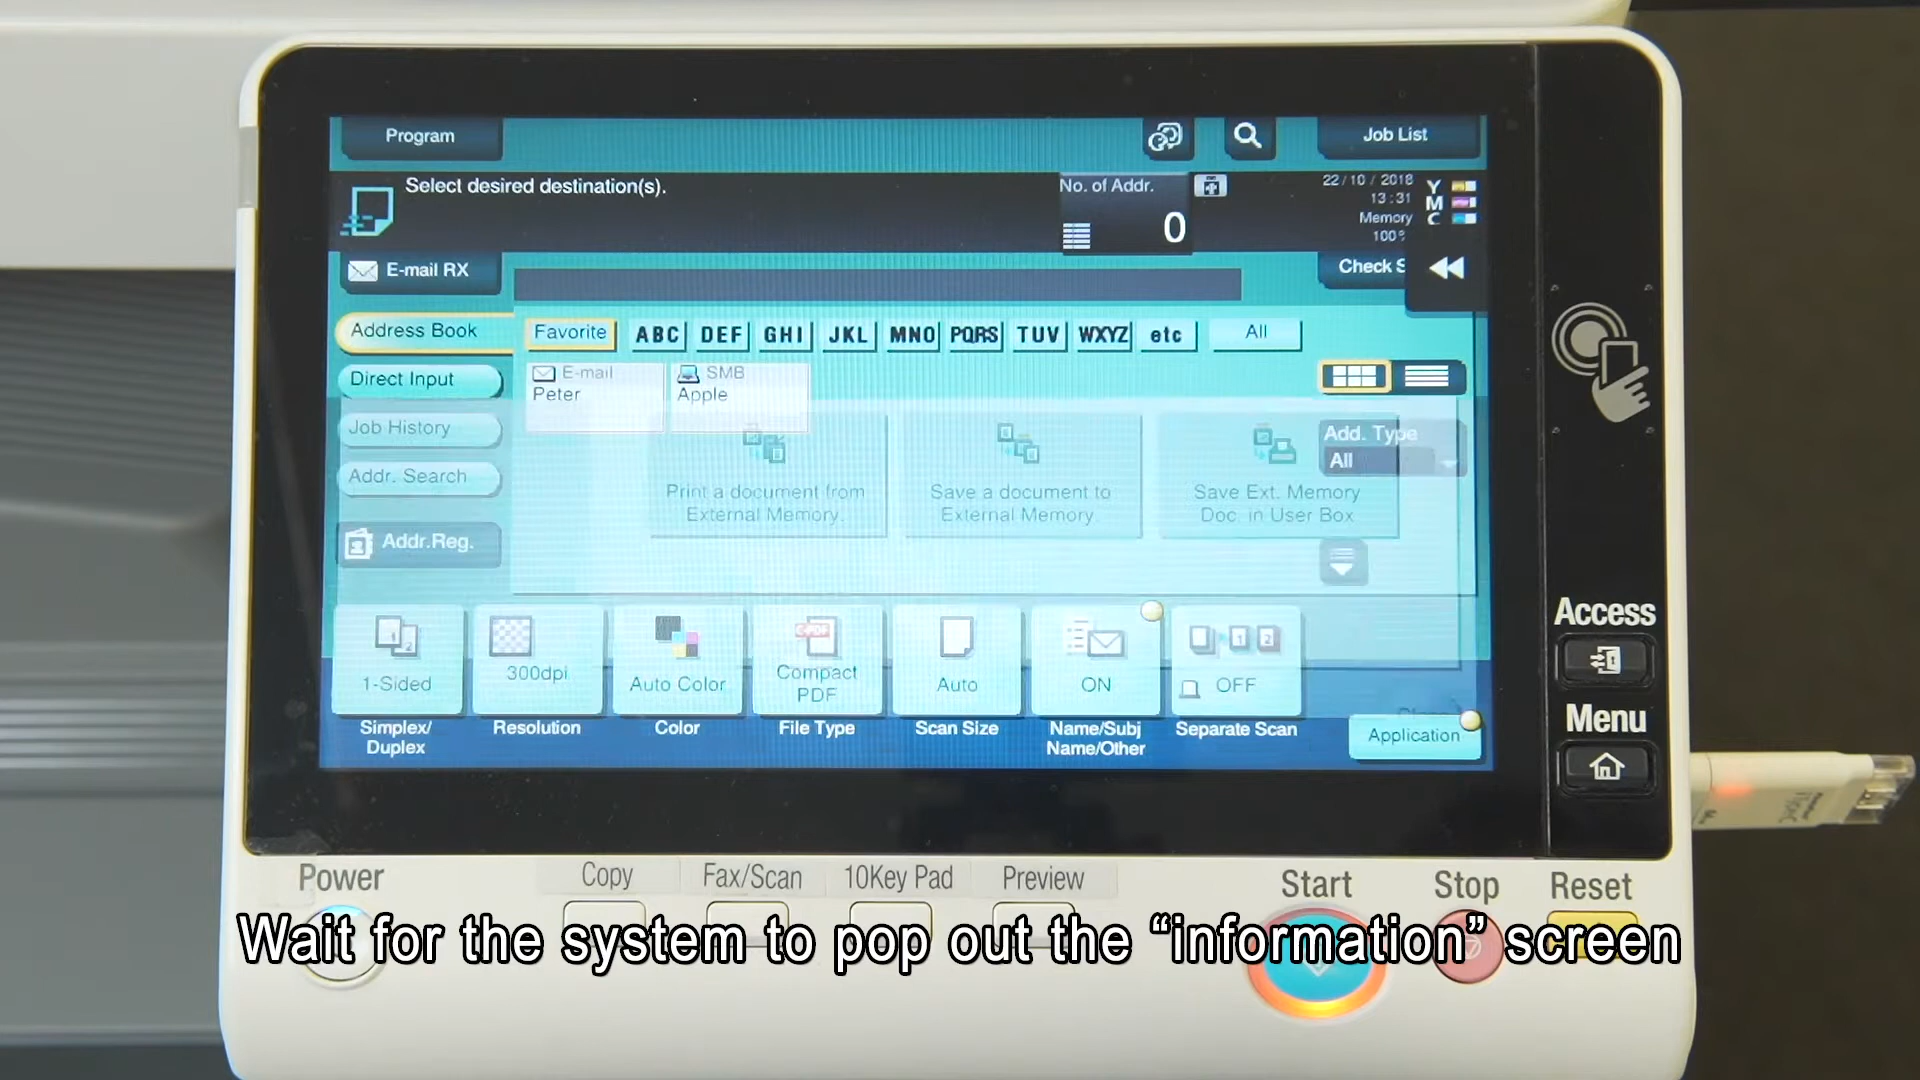 Program
Job List
Select desired destination(s).
No. of Addr.
0
22/10/2018
13:31
Memory
100%
Y
M
C
E-mail RX
Check S
Address Book
Favorite
ABC
DEF
GHI
JKL
MNO
PQRS
TUV
WXYZ
etc
All
Direct Input
E-mail
Peter
SMB
Apple
Job History
Add. Type
All
Addr. Search
Print a document from
External Memory.
Save a document to
External Memory.
Save Ext. Memory
Doc. in User Box
Addr.Reg.
1-Sided
300dpi
Auto Color
Compact
PDF
Auto
ON
OFF
Simplex/
Duplex
Resolution
Color
File Type
Scan Size
Name/Subj
Name/Other
Separate Scan
Application
Access
Menu
Power
Copy
Fax/Scan
10Key Pad
Preview
Start
Stop
Reset
Wait for the system to pop out the “information” screen